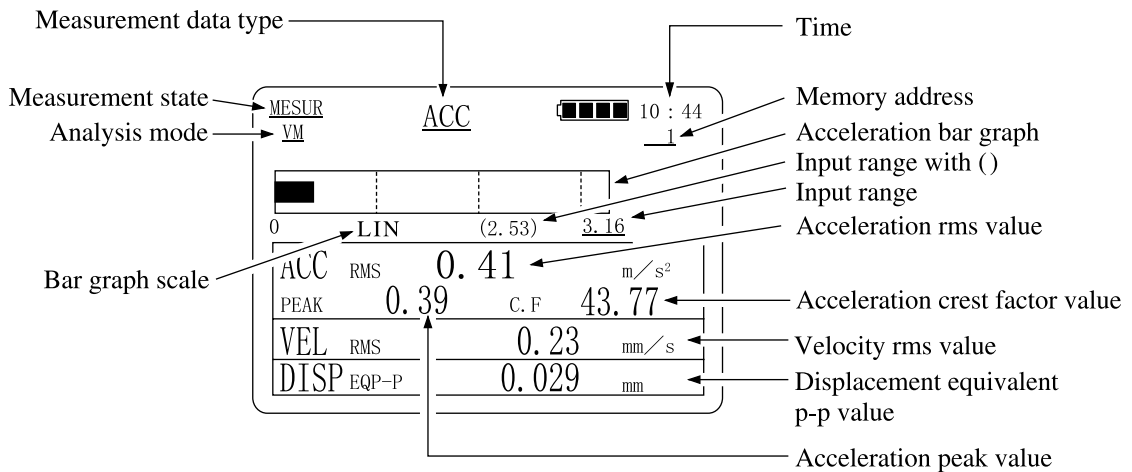 Measurement data type
Time
Measurement state
MESUR
ACC
10 : 44
Memory address
Analysis mode
VM
1
Acceleration bar graph
Input range with ()
Input range
0 LIN (2.53) 3.16
Acceleration rms value
Bar graph scale
ACC RMS 0.41 m/s²
PEAK 0.39 C.F 43.77
Acceleration crest factor value
VEL RMS 0.23 mm/s
Velocity rms value
DISP EQP-P 0.029 mm
Displacement equivalent
p-p value
Acceleration peak value